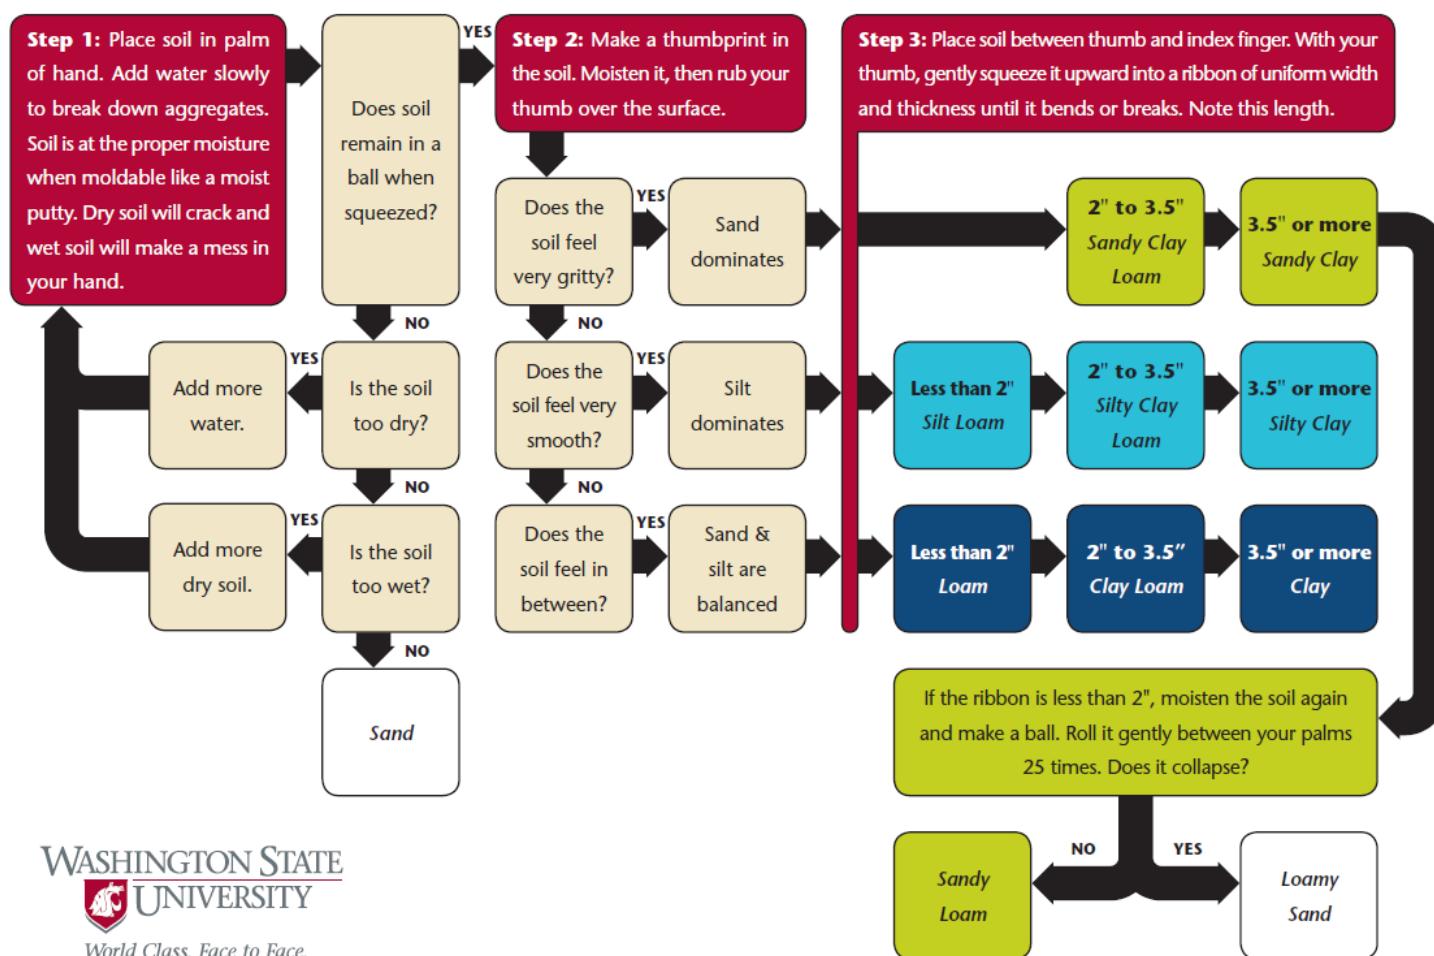 Step 1: Place soil in palm
of hand. Add water slowly
to break down aggregates.
Soil is at the proper moisture
when moldable like a moist
putty. Dry soil will crack and
wet soil will make a mess in
your hand.
Does soil
remain in a
ball when
squeezed?
YES
NO
Is the soil
too dry?
YES
Add more
water.
NO
Is the soil
too wet?
YES
Add more
dry soil.
NO
Sand
Step 2: Make a thumbprint in
the soil. Moisten it, then rub your
thumb over the surface.
Does the
soil feel
very gritty?
YES
Sand
dominates
NO
Does the
soil feel very
smooth?
YES
Silt
dominates
NO
Does the
soil feel in
between?
YES
Sand &
silt are
balanced
Step 3: Place soil between thumb and index finger. With your
thumb, gently squeeze it upward into a ribbon of uniform width
and thickness until it bends or breaks. Note this length.
2" to 3.5"
Sandy Clay
Loam
3.5" or more
Sandy Clay
Less than 2"
Silt Loam
2" to 3.5"
Silty Clay
Loam
3.5" or more
Silty Clay
Less than 2"
Loam
2" to 3.5”
Clay Loam
3.5" or more
Clay
If the ribbon is less than 2", moisten the soil again
and make a ball. Roll it gently between your palms
25 times. Does it collapse?
NO
YES
Sandy
Loam
Loamy
Sand
WASHINGTON STATE
UNIVERSITY
World Class. Face to Face.